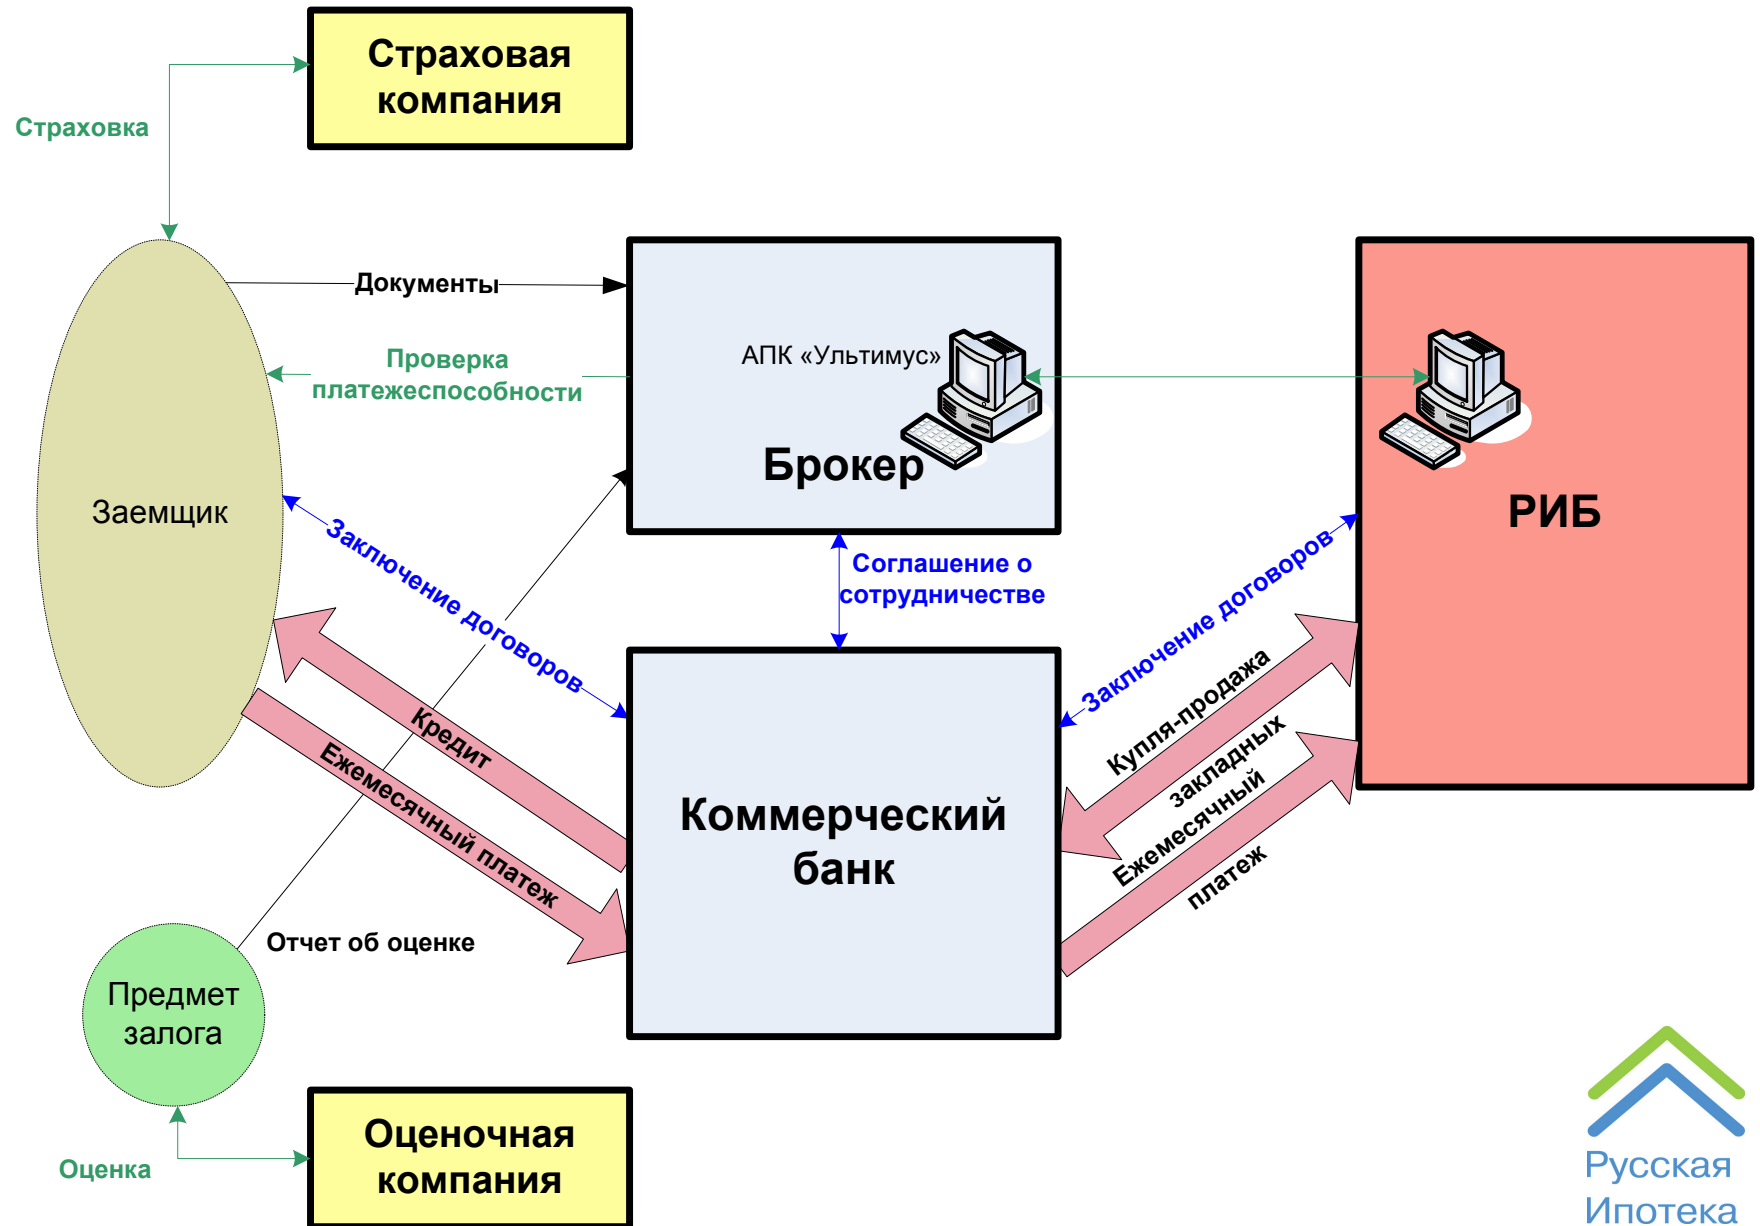 Страховая
компания
Страховка
Документы
Проверка
платежеспособности
АПК «Ультимус»
Брокер
Заемщик
РИБ
Заключение договоров
Соглашение о
сотрудничестве
Заключение договоров
Кредит
Ежемесячный платеж
Купля-продажа
закладных
Ежемесячный
платеж
Коммерческий
банк
Отчет об оценке
Предмет
залога
Оценка
Оценочная
компания
Русская
Ипотека